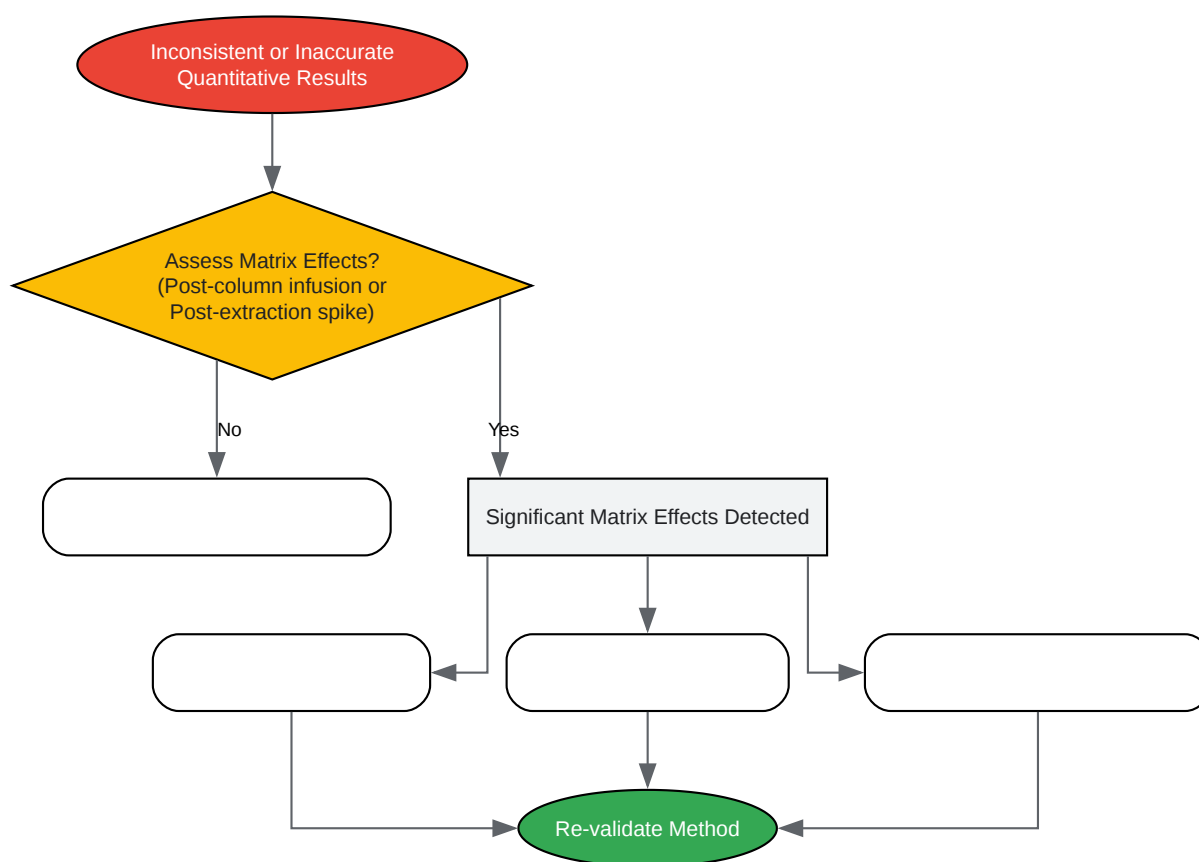 Inconsistent or Inaccurate
Quantitative Results
Assess Matrix Effects?
(Post-column infusion or
Post-extraction spike)
No
Yes
Significant Matrix Effects Detected
Re-validate Method